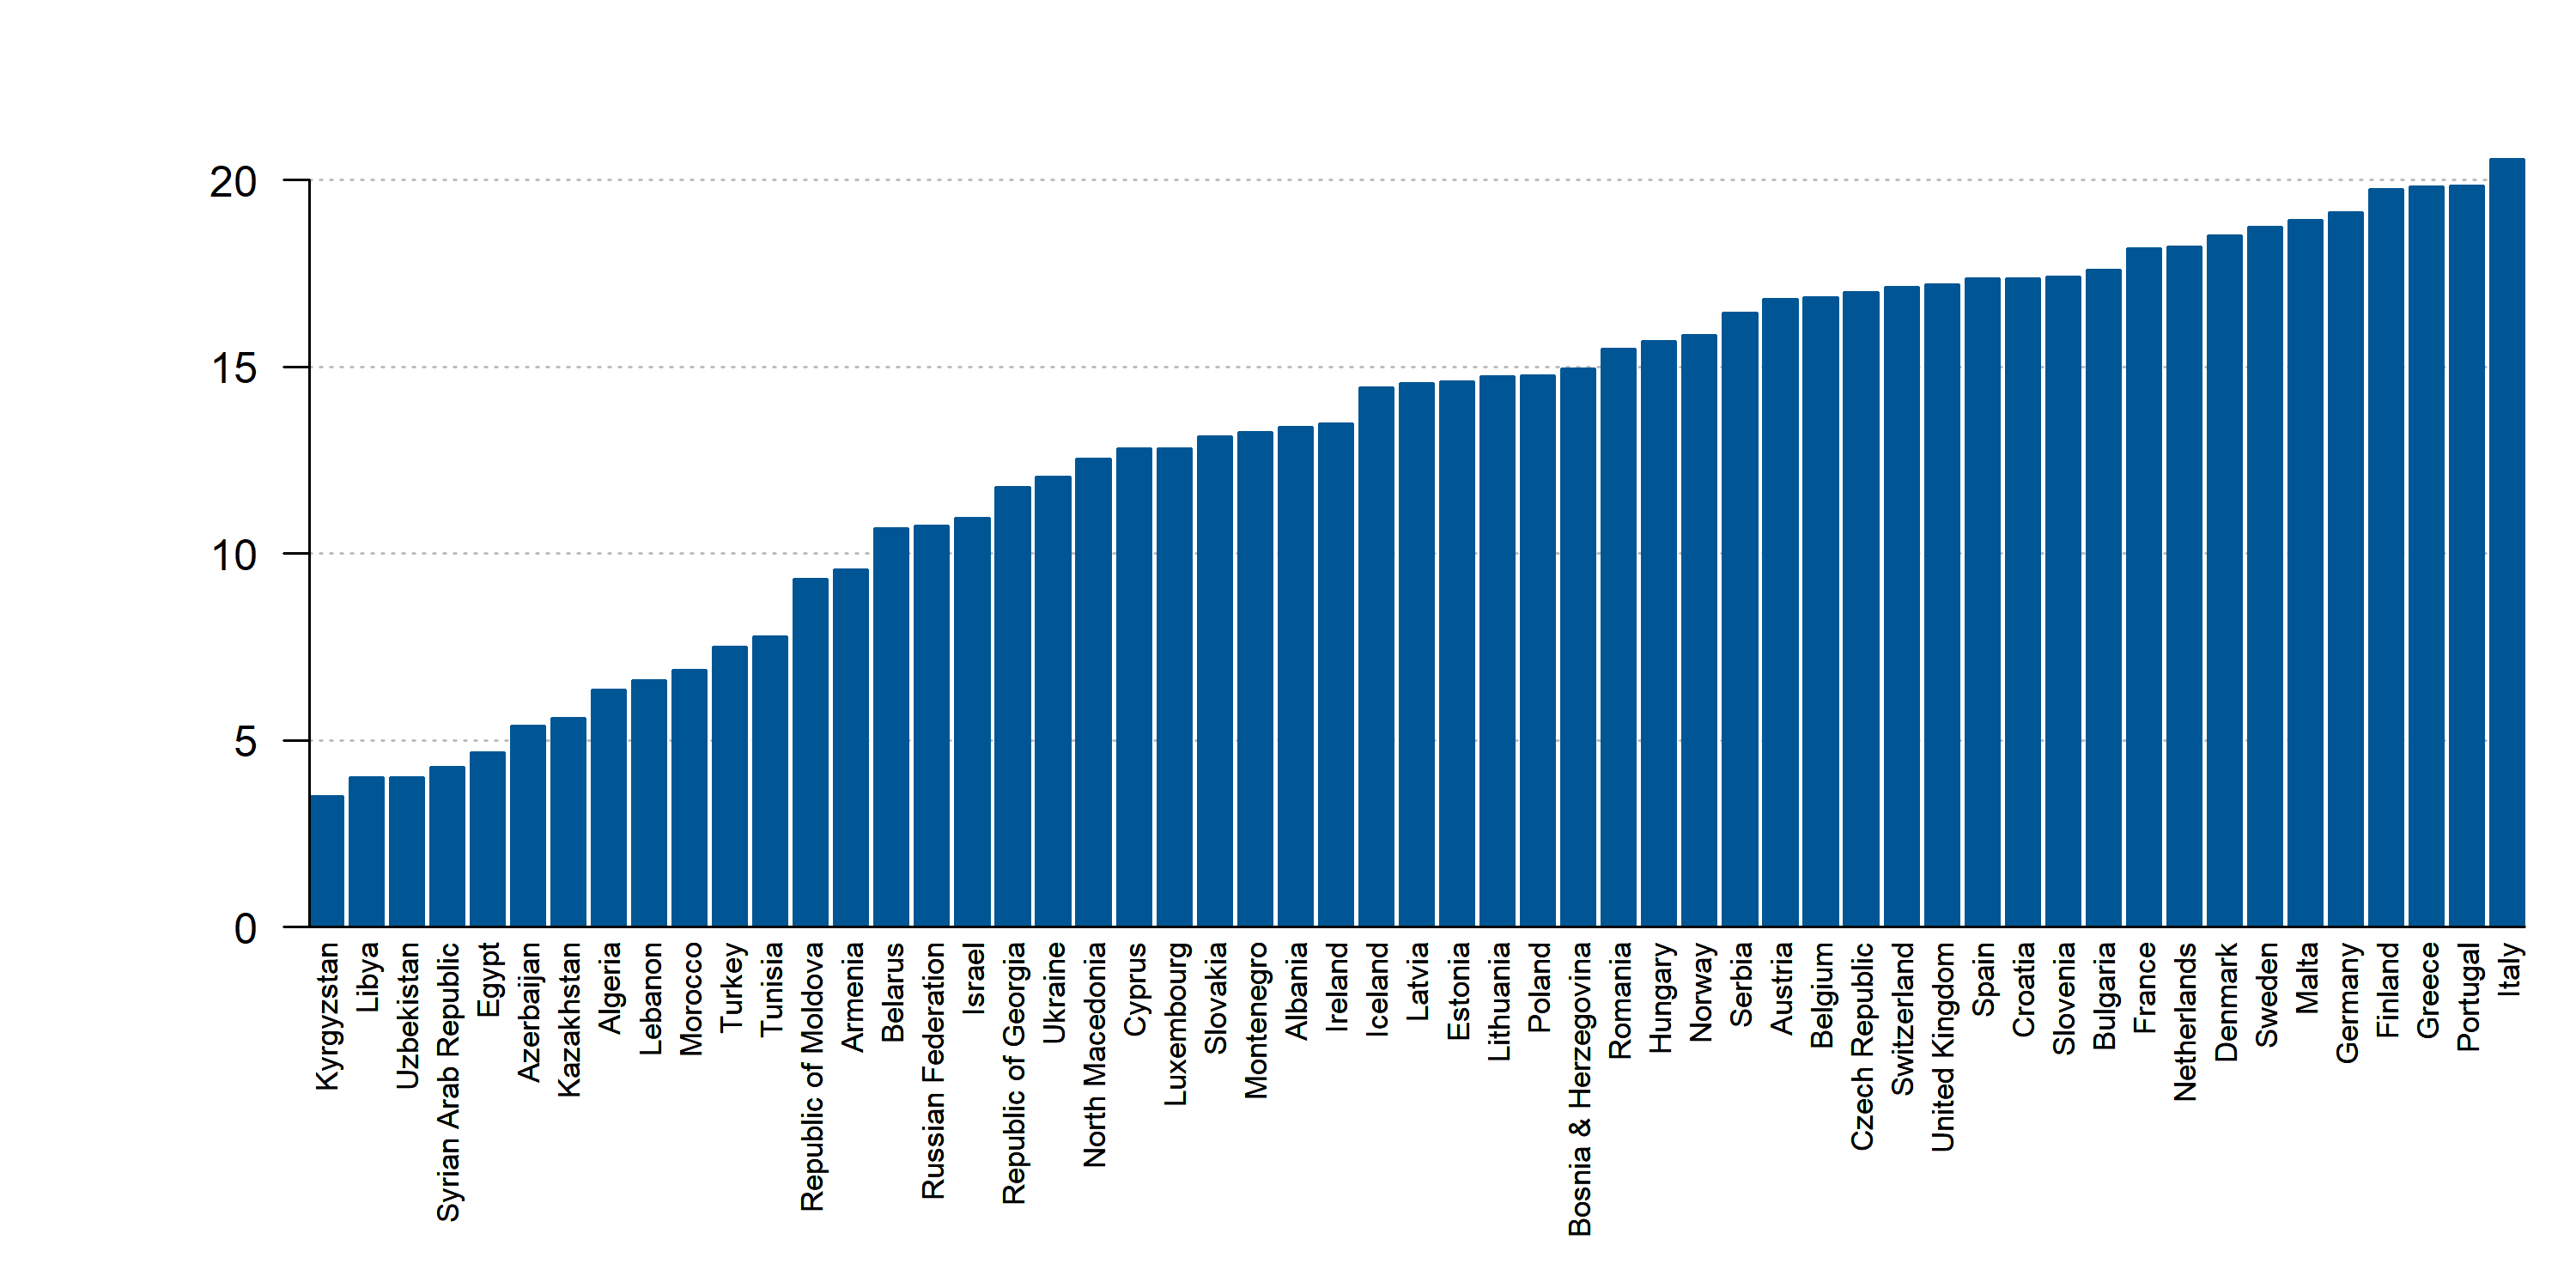 20
15
10
5
0
Kyrgyzstan
Libya
Uzbekistan
Syrian Arab Republic
Egypt
Azerbaijan
Kazakhstan
Algeria
Lebanon
Morocco
Turkey
Tunisia
Republic of Moldova
Armenia
Belarus
Russian Federation
Israel
Republic of Georgia
Ukraine
North Macedonia
Cyprus
Luxembourg
Slovakia
Montenegro
Albania
Ireland
Iceland
Latvia
Estonia
Lithuania
Poland
Bosnia & Herzegovina
Romania
Hungary
Norway
Serbia
Austria
Belgium
Czech Republic
Switzerland
United Kingdom
Spain
Croatia
Slovenia
Bulgaria
France
Netherlands
Denmark
Sweden
Malta
Germany
Finland
Greece
Portugal
Italy